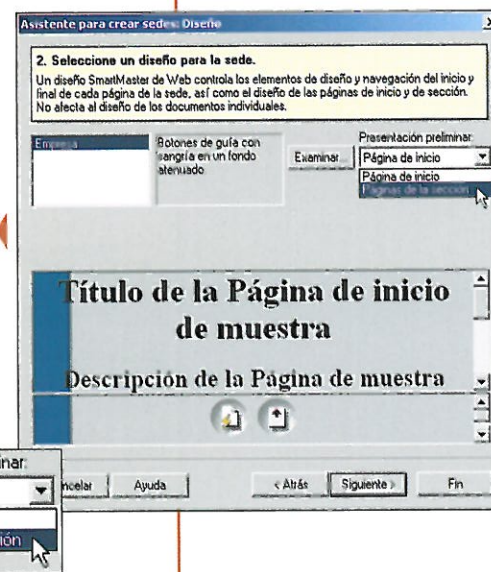 Asistente para crear sedes: Diseño
2. Seleccione un diseño para la sede.
Un diseño SmartMaster de Web controla los elementos de diseño y navegación del inicio y
final de cada página de la sede, así como el diseño de las páginas de inicio y de sección.
No afecta al diseño de los documentos individuales.
Empresa
Botones de guía con
sangría en un fondo
atenuado
Examinar...
Presentación preliminar:
Página de inicio
Página de inicio
Páginas de la sección
Título de la Página de inicio
de muestra
Descripción de la Página de muestra
ncelar
Ayuda
< Atrás
Siguiente >
Fin
inar:
ión